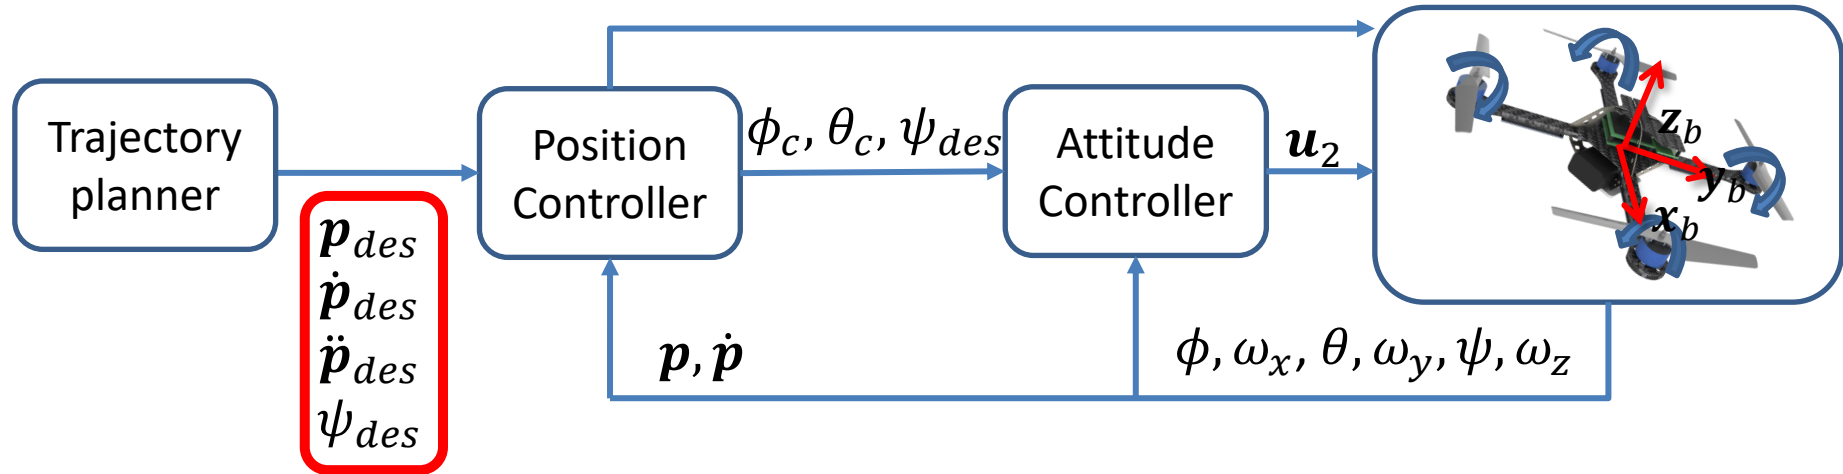 Trajectory
planner
𝒑_des
𝒑̇_des
𝒑̈_des
ψ_des
Position
Controller
ϕ_c, θ_c, ψ_des
Attitude
Controller
𝒖_2
𝒛_b
𝒚_b
𝒙_b
𝒑, 𝒑̇
ϕ, ω_x, θ, ω_y, ψ, ω_z